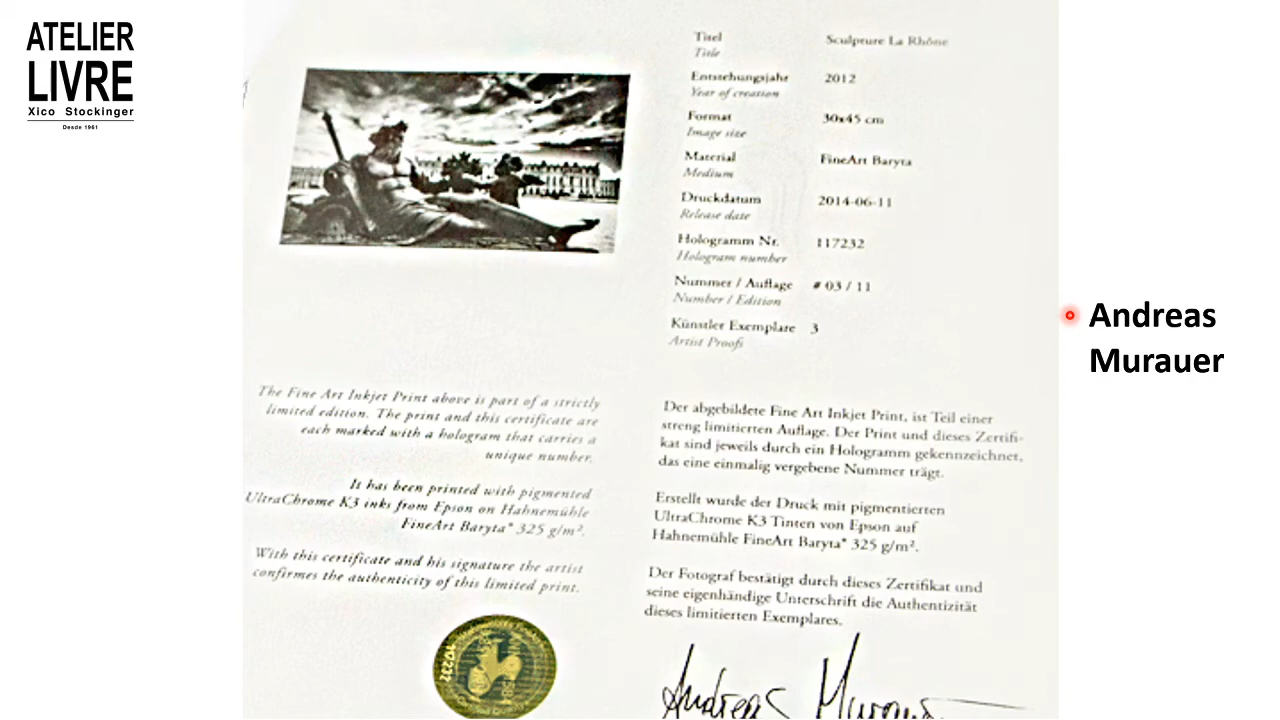 ATELIER
LIVRE
Xico Stockinger
Desde 1961
Titel Sculpture La Rhône
Title
Entstehungsjahr 2012
Year of creation
Format 30x45 cm
Image size
Material FineArt Baryta
Medium
Druckdatum 2014-06-11
Release date
Hologramm Nr. 117232
Hologram number
Nummer / Auflage # 03 / 11
Number / Edition
Künstler Exemplare 3
Artist Proofs
Andreas
Murauer
The Fine Art Inkjet Print above is part of a strictly
limited edition. The print and this certificate are
each marked with a hologram that carries a
unique number.
It has been printed with pigmented
UltraChrome K3 inks from Epson on Hahnemühle
FineArt Baryta* 325 g/m².
With this certificate and his signature the artist
confirmes the authenticity of this limited print.
Der abgebildete Fine Art Inkjet Print, ist Teil einer
streng limitierten Auflage. Der Print und dieses Zertifi-
kat sind jeweils durch ein Hologramm gekennzeichnet,
das eine einmalig vergebene Nummer trägt.
Erstellt wurde der Druck mit pigmentierten
UltraChrome K3 Tinten von Epson auf
Hahnemühle FineArt Baryta* 325 g/m².
Der Fotograf bestätigt durch dieses Zertifikat und
seine eigenhändige Unterschrift die Authentizität
dieses limitierten Exemplares.
Andreas Murauer